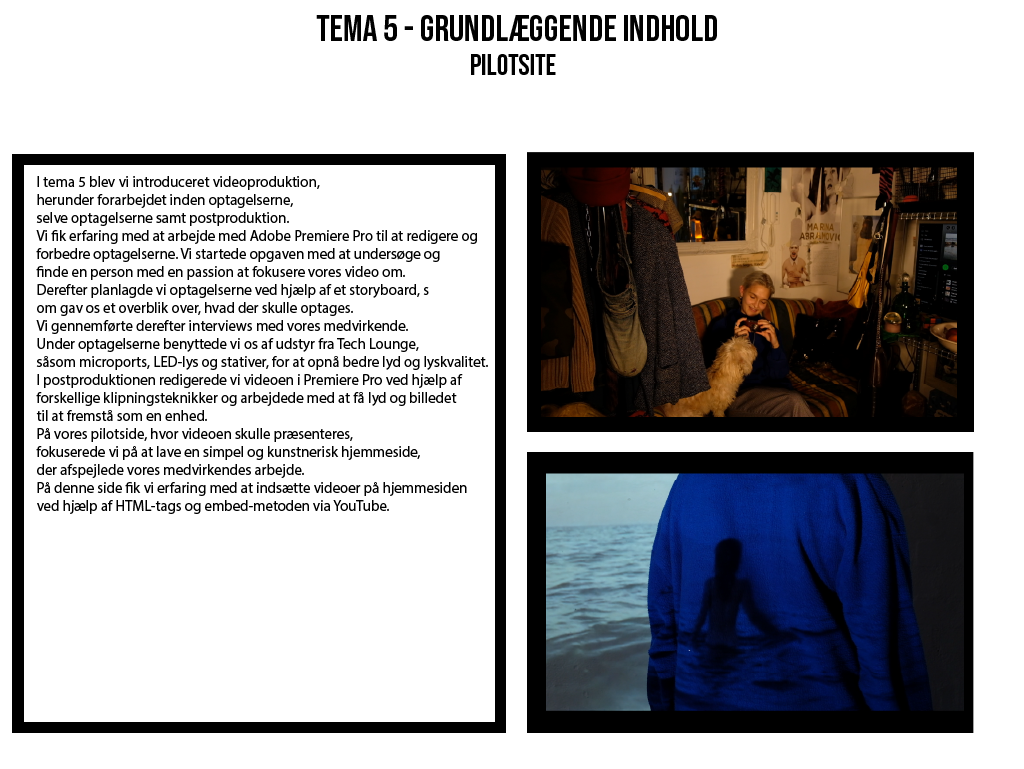 TEMA 5 - GRUNDLÆGGENDE INDHOLD
PILOTSITE
I tema 5 blev vi introduceret videoproduktion,
herunder forarbejdet inden optagelserne,
selve optagelserne samt postproduktion.
Vi fik erfaring med at arbejde med Adobe Premiere Pro til at redigere og
forbedre optagelserne. Vi startede opgaven med at undersøge og
finde en person med en passion at fokusere vores video om.
Derefter planlagde vi optagelserne ved hjælp af et storyboard, s
om gav os et overblik over, hvad der skulle optages.
Vi gennemførte derefter interviews med vores medvirkende.
Under optagelserne benyttede vi os af udstyr fra Tech Lounge,
såsom microports, LED-lys og stativer, for at opnå bedre lyd og lyskvalitet.
I postproduktionen redigerede vi videoen i Premiere Pro ved hjælp af
forskellige klipningsteknikker og arbejdede med at få lyd og billedet
til at fremstå som en enhed.
På vores pilotside, hvor videoen skulle præsenteres,
fokuserede vi på at lave en simpel og kunstnerisk hjemmeside,
der afspejlede vores medvirkendes arbejde.
På denne side fik vi erfaring med at indsætte videoer på hjemmesiden
ved hjælp af HTML-tags og embed-metoden via YouTube.
MARINA
ABRAMOVIĆ